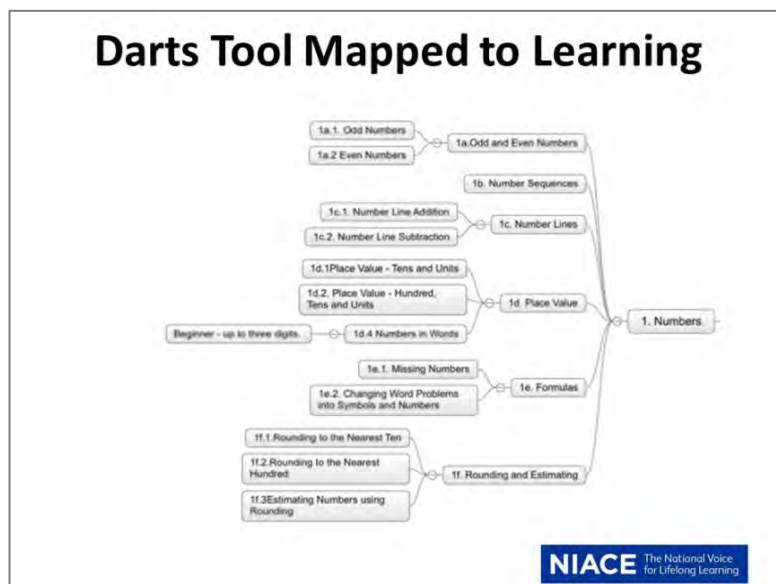 Darts Tool Mapped to Learning
1a.1. Odd Numbers
1a.2 Even Numbers
1a.Odd and Even Numbers
1b. Number Sequences
1c.1. Number Line Addition
1c.2. Number Line Subtraction
1c. Number Lines
1d.1Place Value - Tens and Units
1d.2. Place Value - Hundred,
Tens and Units
Beginner - up to three digits.
1d.4 Numbers in Words
1d. Place Value
1. Numbers
1e.1. Missing Numbers
1e.2. Changing Word Problems
into Symbols and Numbers
1e. Formulas
1f.1.Rounding to the Nearest Ten
1f.2.Rounding to the Nearest
Hundred
1f.3Estimating Numbers using
Rounding
1f. Rounding and Estimating
NIACE
The National Voice
for Lifelong Learning